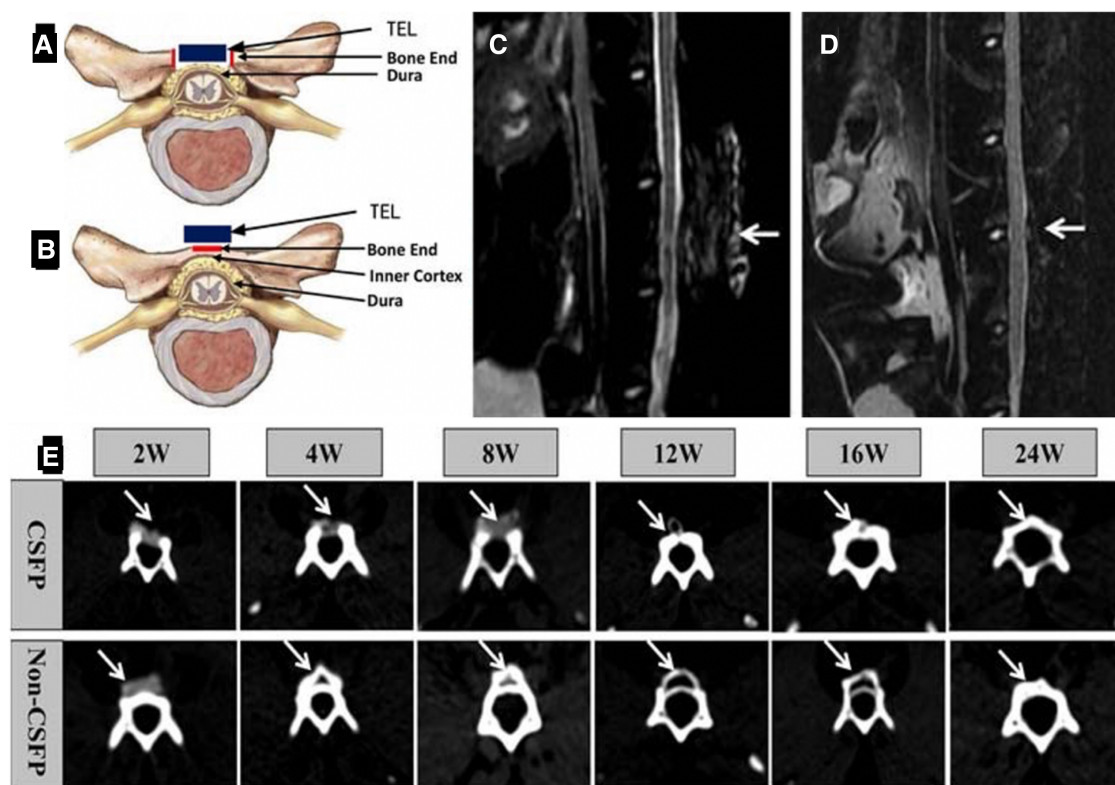 A
TEL
Bone End
Dura
B
TEL
Bone End
Inner Cortex
Dura
C
D
E
2W
4W
8W
12W
16W
24W
CSFP
Non-CSFP